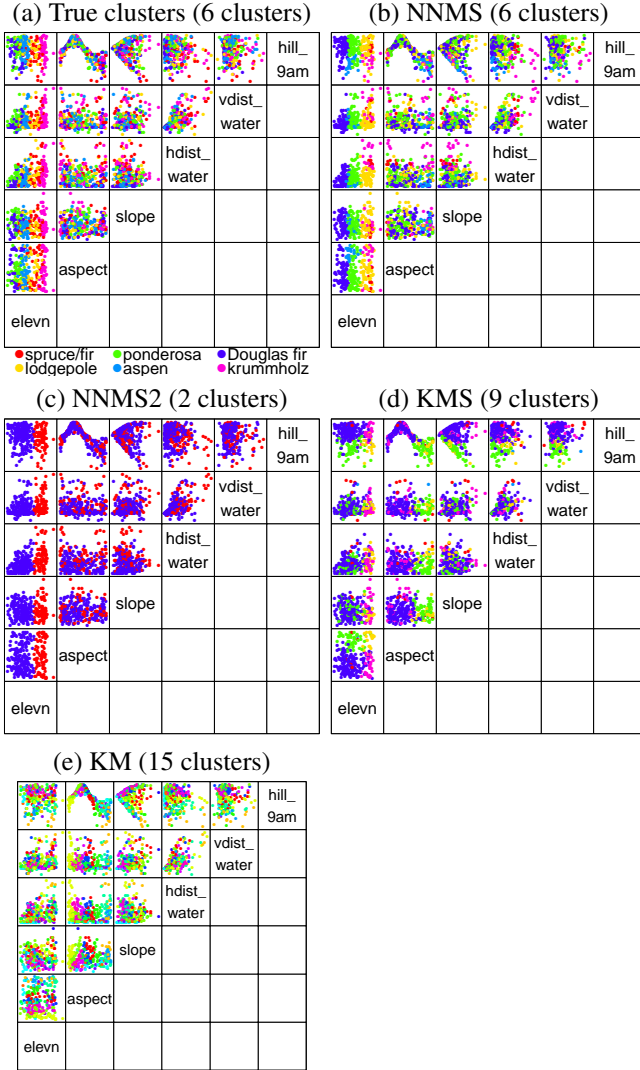 (a) True clusters (6 clusters)
hill_
9am
vdist_
water
hdist_
water
slope
aspect
elevn
spruce/fir ponderosa Douglas fir
lodgepole aspen krummholz
(b) NNMS (6 clusters)
hill_
9am
vdist_
water
hdist_
water
slope
aspect
elevn
(c) NNMS2 (2 clusters)
hill_
9am
vdist_
water
hdist_
water
slope
aspect
elevn
(d) KMS (9 clusters)
hill_
9am
vdist_
water
hdist_
water
slope
aspect
elevn
(e) KM (15 clusters)
hill_
9am
vdist_
water
hdist_
water
slope
aspect
elevn